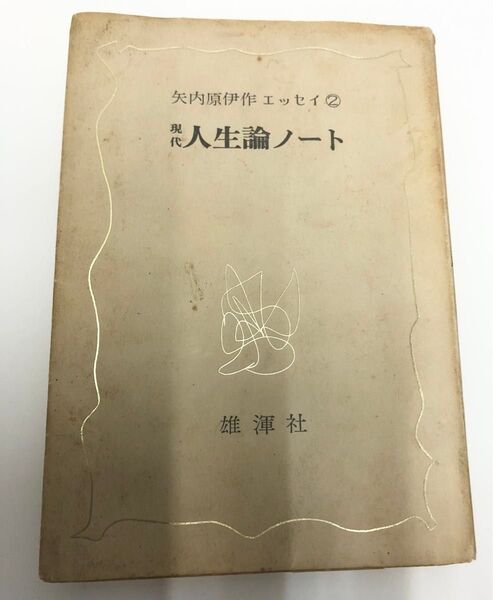 矢内原伊作 エッセイ②
現代人生論ノート
雄渾社